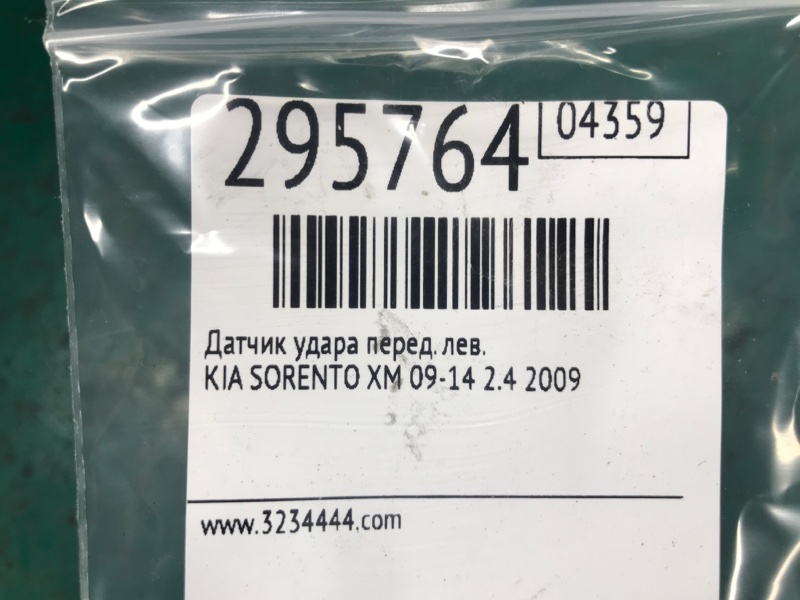 295764
04359
Датчик удара перед.лев.
KIA SORENTO XM 09-14 2.4 2009
www.3234444.com